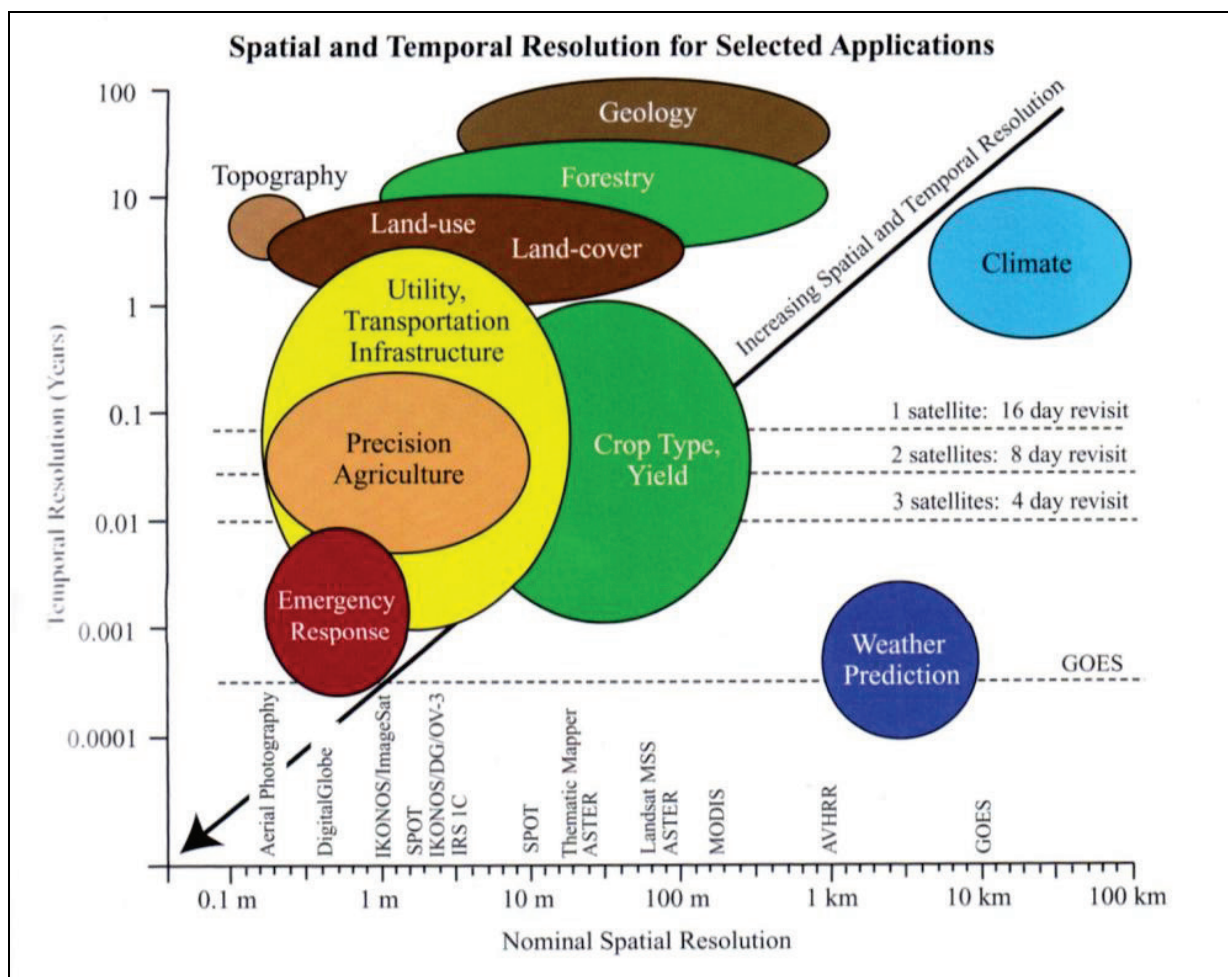 Spatial and Temporal Resolution for Selected Applications
100
10
1
0.1
0.01
0.001
0.0001
Temporal Resolution (Years)
Geology
Topography
Forestry
Land-use
Land-cover
Utility,
Transportation
Infrastructure
Precision
Agriculture
Emergency
Response
Crop Type,
Yield
Increasing Spatial and Temporal Resolution
Climate
1 satellite: 16 day revisit
2 satellites: 8 day revisit
3 satellites: 4 day revisit
Weather
Prediction
GOES
Aerial Photography
DigitalGlobe
IKONOS/ImageSat
SPOT
IKONOS/DG/OV-3
IRS 1C
SPOT
Thematic Mapper
ASTER
Landsat MSS
ASTER
MODIS
AVHRR
GOES
0.1 m
1 m
10 m
100 m
1 km
10 km
100 km
Nominal Spatial Resolution